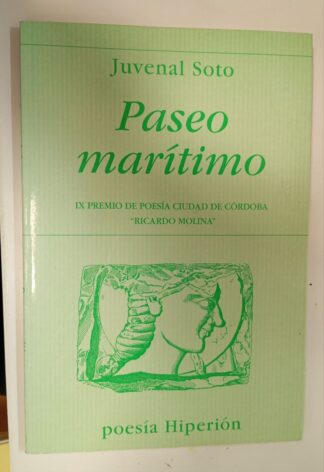 Juvenal Soto
Paseo
marítimo
IX PREMIO DE POESÍA CIUDAD DE CÓRDOBA
"RICARDO MOLINA"
poesía Hiperión